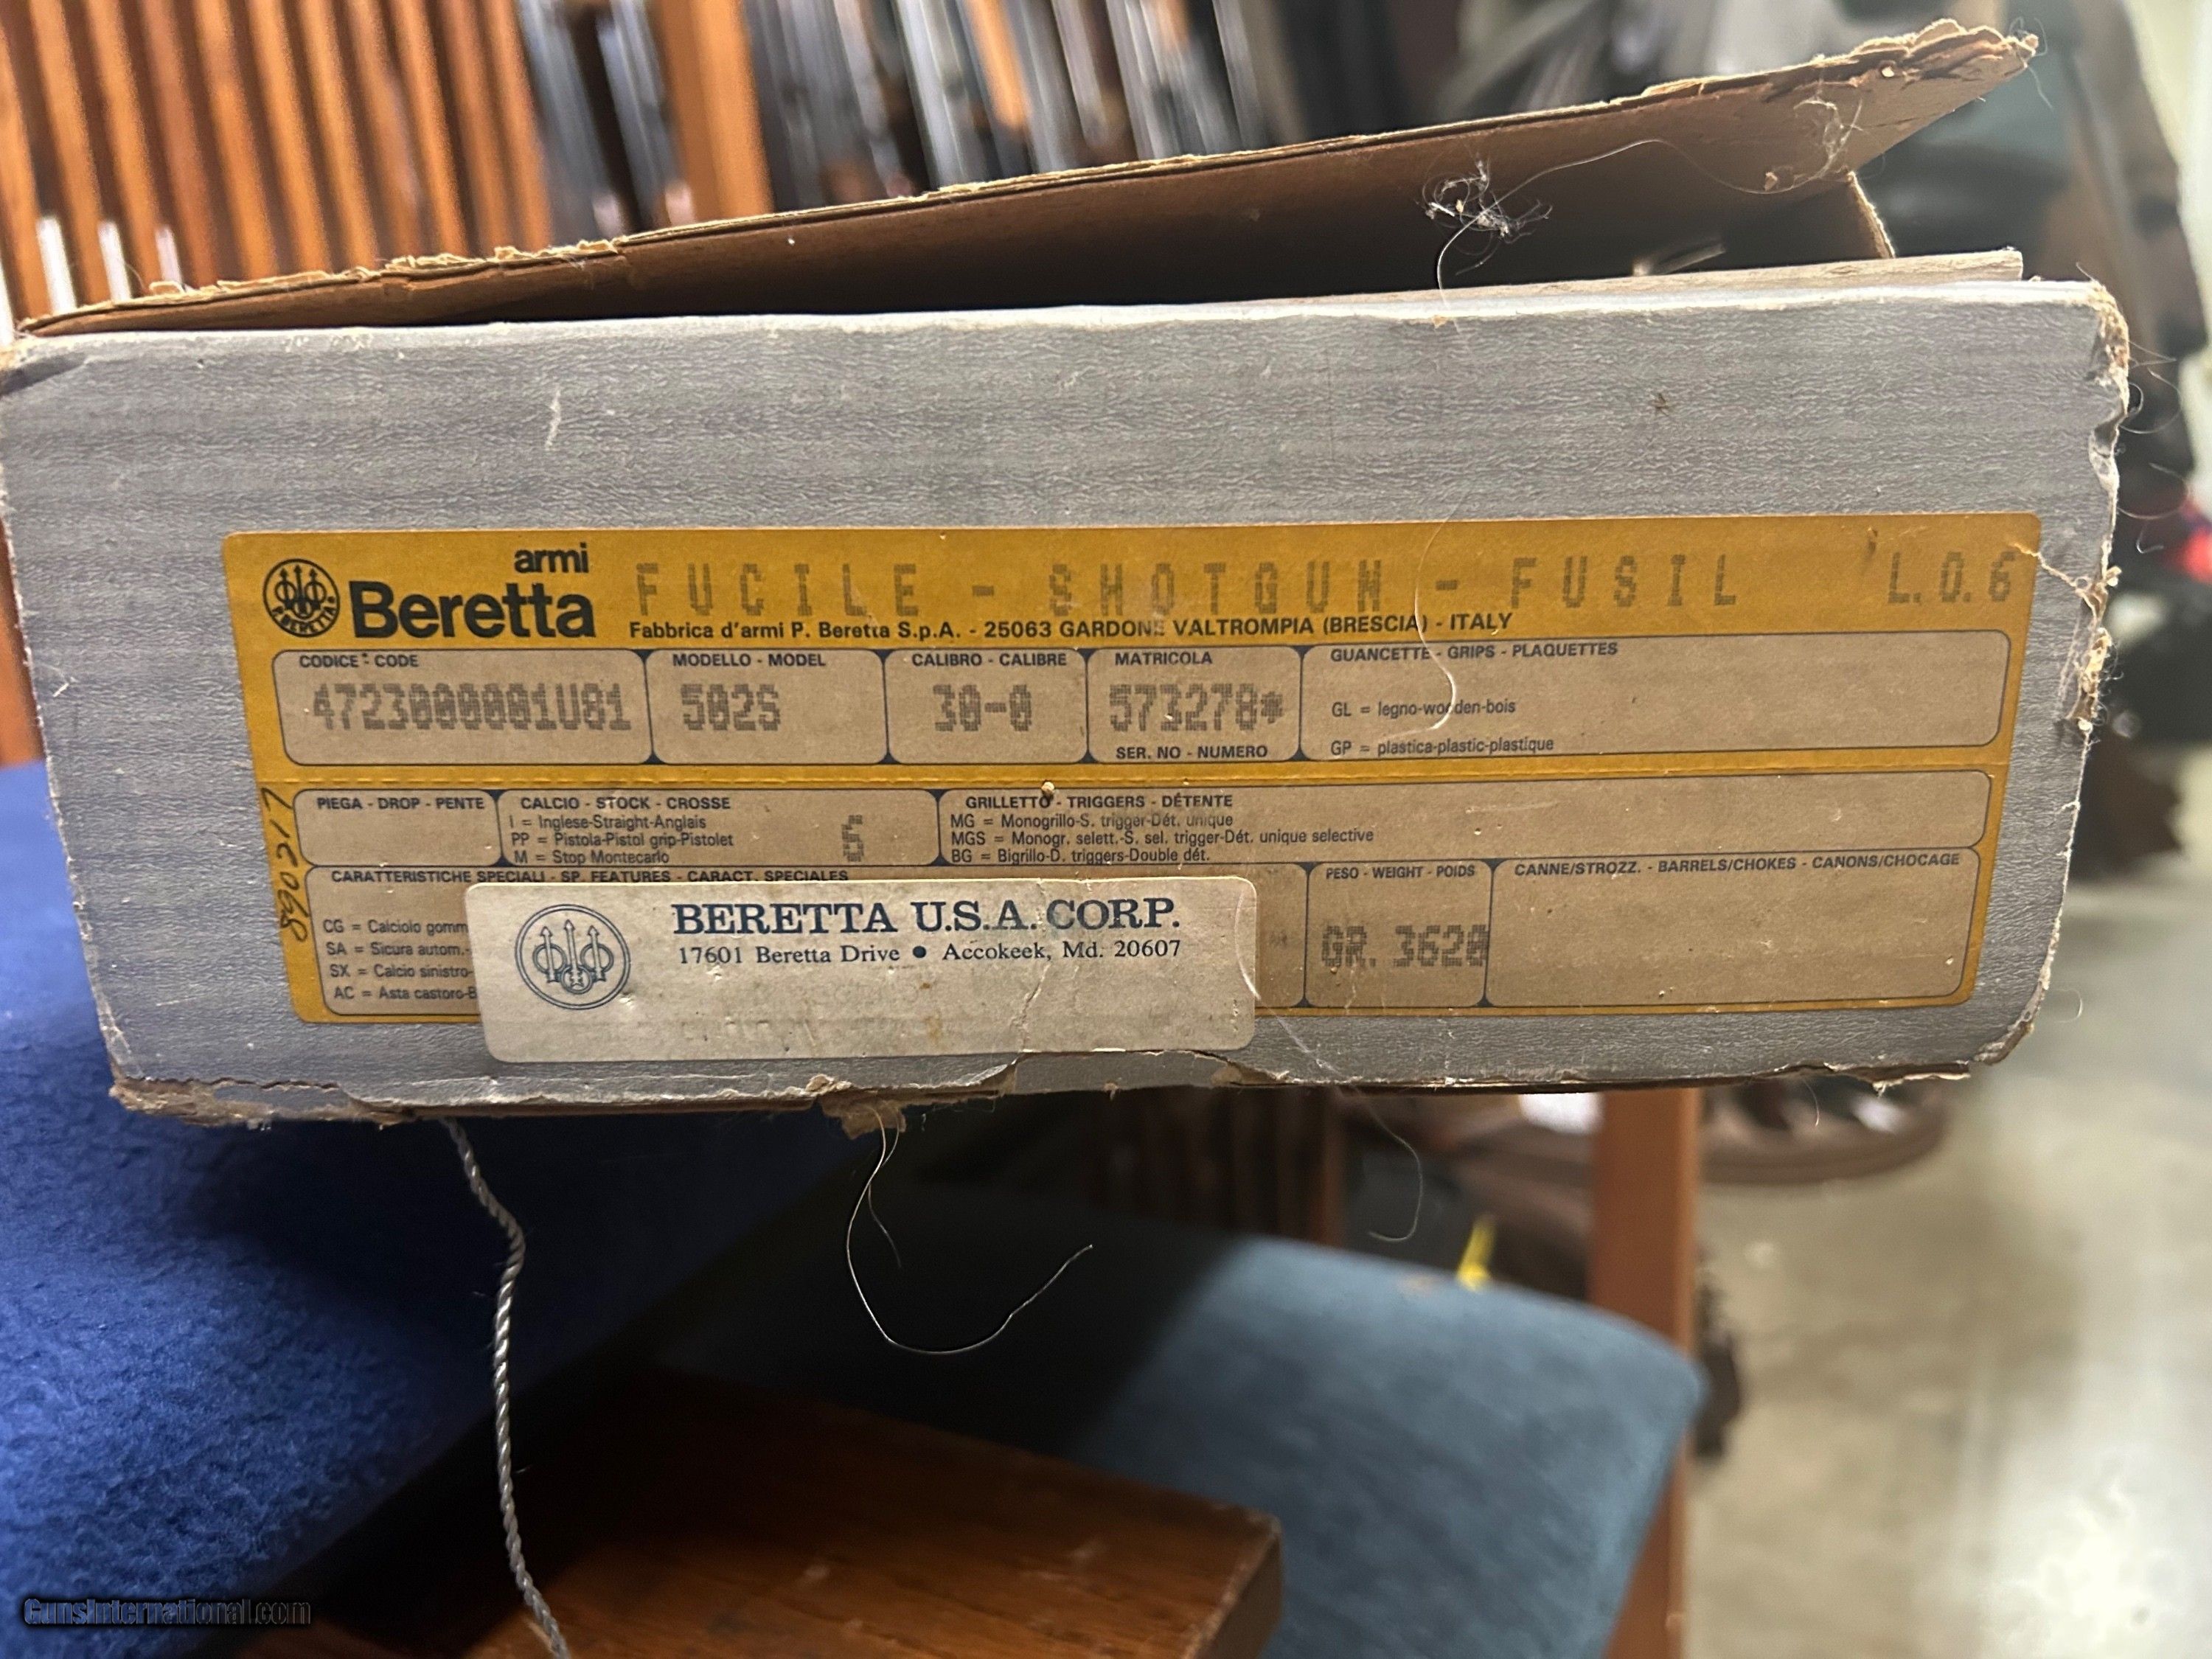 armi
Beretta
P. BERETTA
FUCILE - SHOTGUN - FUSIL L.O.6
Fabbrica d'armi P. Beretta S.p.A. - 25063 GARDONE VALTROMPIA (BRESCIA) - ITALY
CODICE - CODE
4723000001U81
MODELLO - MODEL
502S
CALIBRO - CALIBRE
30-0
MATRICOLA
573278*
SER. NO - NUMERO
GUANCETTE - GRIPS - PLAQUETTES
GL = legno-wooden-bois
GP = plastica-plastic-plastique
PIEGA - DROP - PENTE
CALCIO - STOCK - CROSSE
I = Inglese-Straight-Anglais
PP = Pistola-Pistol grip-Pistolet
M = Stop Montecarlo
GRILLETTO - TRIGGERS - DÉTENTE
MG = Monogrillo-S. trigger-Dét. unique
MGS = Monogr. selett.-S. sel. trigger-Dét. unique selective
BG = Bigrillo-D. triggers-Double dét.
CARATTERISTICHE SPECIALI - SP. FEATURES - CARACT. SPECIALES
CG = Calciolo gomm
SA = Sicura autom.-
SX = Calcio sinistro-
AC = Asta castoro-B
PESO - WEIGHT - POIDS
GR. 3620
CANNE/STROZZ. - BARRELS/CHOKES - CANONS/CHOCAGE
BERETTA U.S.A. CORP.
17601 Beretta Drive ● Accokeek, Md. 20607
GunsInternational.com